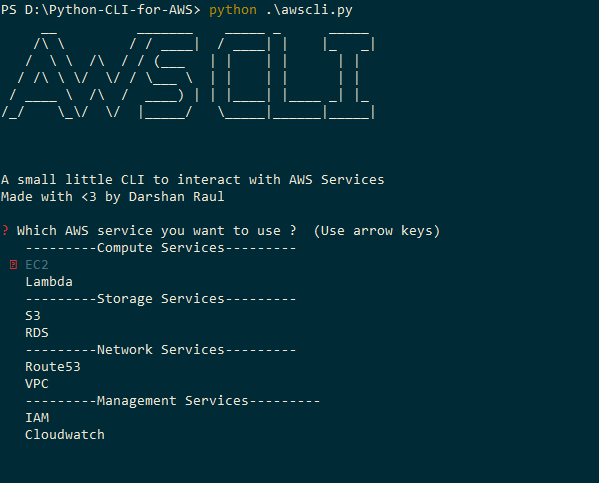 PS D:\Python-CLI-for-AWS> python .\awscli.py
AWS CLI
A small little CLI to interact with AWS Services
Made with <3 by Darshan Raul
? Which AWS service you want to use ?  (Use arrow keys)
---------Compute Services---------
EC2
Lambda
---------Storage Services---------
S3
RDS
---------Network Services---------
Route53
VPC
---------Management Services---------
IAM
Cloudwatch